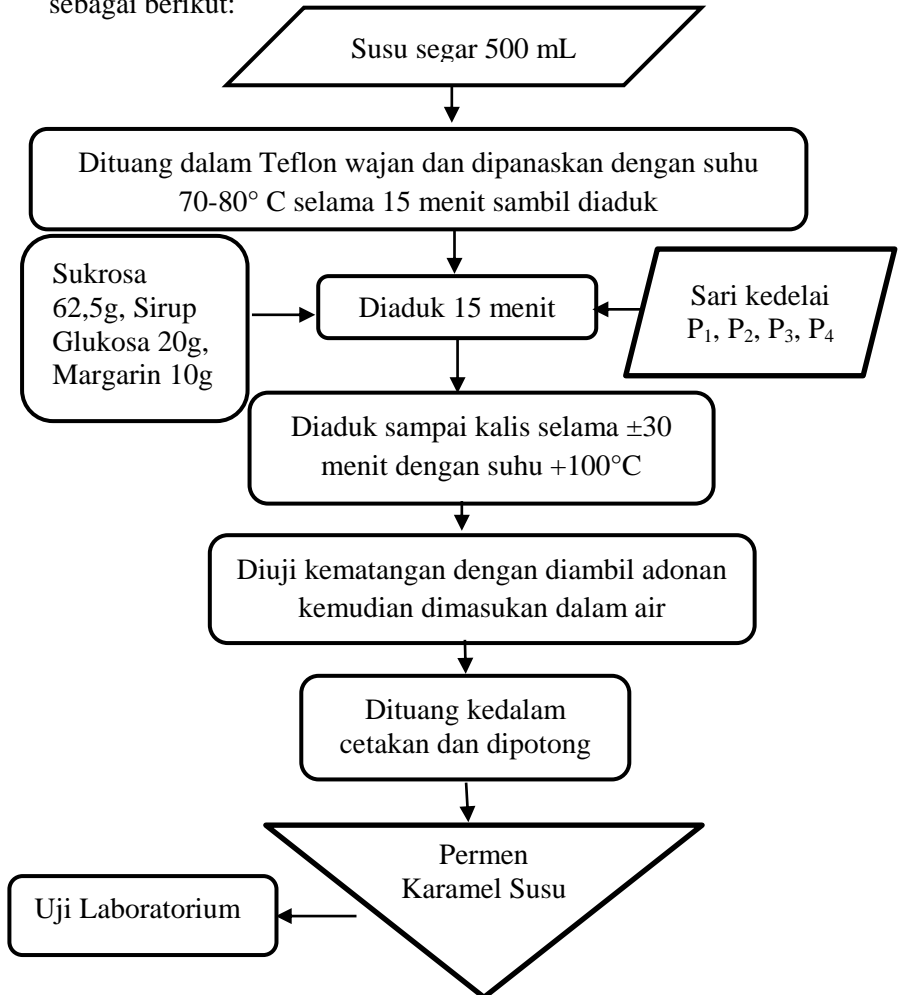 sebagai berikut:
Susu segar 500 mL
Dituang dalam Teflon wajan dan dipanaskan dengan suhu
70-80° C selama 15 menit sambil diaduk
Sukrosa
62,5g, Sirup
Glukosa 20g,
Margarin 10g
Diaduk 15 menit
Sari kedelai
P₁, P₂, P₃, P₄
Diaduk sampai kalis selama ±30
menit dengan suhu +100°C
Diuji kematangan dengan diambil adonan
kemudian dimasukan dalam air
Dituang kedalam
cetakan dan dipotong
Permen
Karamel Susu
Uji Laboratorium